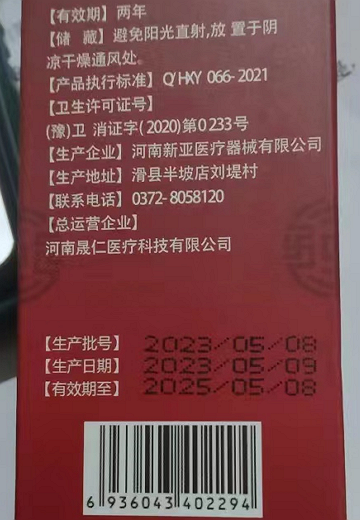 【有效期】两年
【储 藏】避免阳光直射,放 置于阴
凉干燥通风处。
【产品执行标准】Q/HXY 066-2021
【卫生许可证号】
(豫)卫 消证字(2020)第0233号
【生产企业】河南新亚医疗器械有限公司
【生产地址】滑县半坡店刘堤村
【联系电话】0372-8058120
【总运营企业】
河南晟仁医疗科技有限公司
【生产批号】 2023/05/08
【生产日期】 2023/05/09
【有效期至】 2025/05/08
6 936043 402294